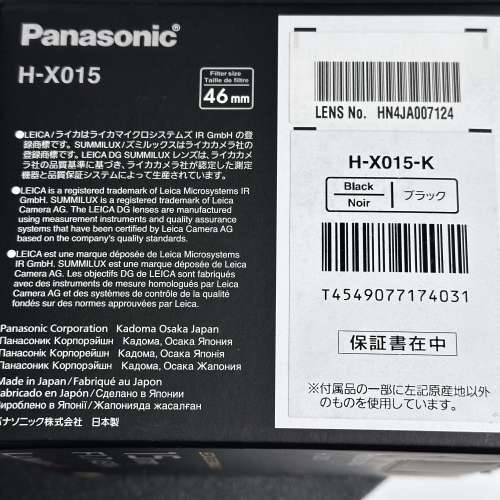 Panasonic
H-X015
Filter size
Taille de filtre
46mm
●LEICA/ライカはライカマイクロシステムズ IR GmbHの登
録商標です。SUMMILUX/ズミルックスはライカカメラ社の
登録商標です。LEICA DG SUMMILUX レンズは、ライカカメラ
社の品質基準に基づき、ライカカメラ社が認定した測定
機器と品質保証システムによって生産されています。
●LEICA is a registered trademark of Leica Microsystems IR
GmbH. SUMMILUX is a registered trademark of Leica
Camera AG. The LEICA DG lenses are manufactured
using measurement instruments and quality assurance
systems that have been certified by Leica Camera AG
based on the company's quality standards.
●LEICA est une marque déposée de Leica Microsystems IR
GmbH. SUMMILUX est une marque déposée de Leica
Camera AG. Les objectifs DG de LEICA sont fabriqués
avec des instruments de mesure homologués par Leica
Camera AG et des systèmes de contrôle de la qualité
fondés sur des normes approuvées par Leica.
Panasonic Corporation Kadoma Osaka Japan
Панасоник Корпорэйшн Кадома, Осака Япония
Панасонік Корпорейшн Кадома, Осака Японія
Панасоник Корпорэйшн Кадома, Осака Жапония
Made in Japan/Fabriqué au Japon
Fabricado en Japón/Сделано в Японии
Вироблено в Японії/Жапонияда жасалған
パナソニック株式会社 日本製
LENS No. HN4JA007124
H-X015-K
Black
Noir
ブラック
T4549077174031
保証書在中
※付属品の一部に左記原産地以外
のものを使用しています。